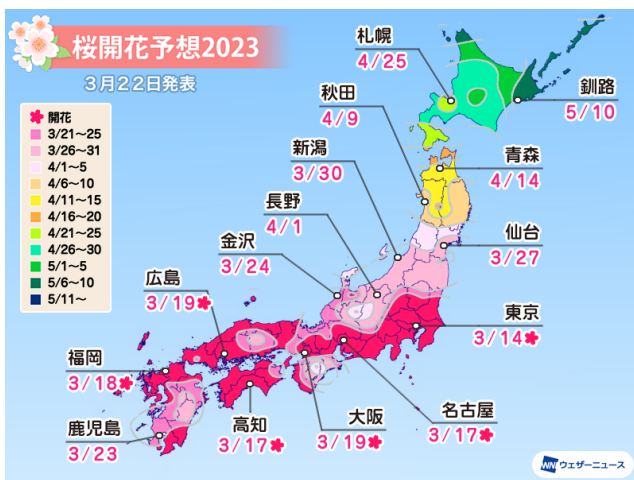 桜開花予想2023
3月22日発表
開花
3/21〜25
3/26〜31
4/1〜5
4/6〜10
4/11〜15
4/16〜20
4/21〜25
4/26〜30
5/1〜5
5/6〜10
5/11〜
札幌
4/25
釧路
5/10
秋田
4/9
青森
4/14
新潟
3/30
長野
4/1
仙台
3/27
金沢
3/24
広島
3/19
東京
3/14
福岡
3/18
鹿児島
3/23
高知
3/17
大阪
3/19
名古屋
3/17
WNI ウェザーニュース